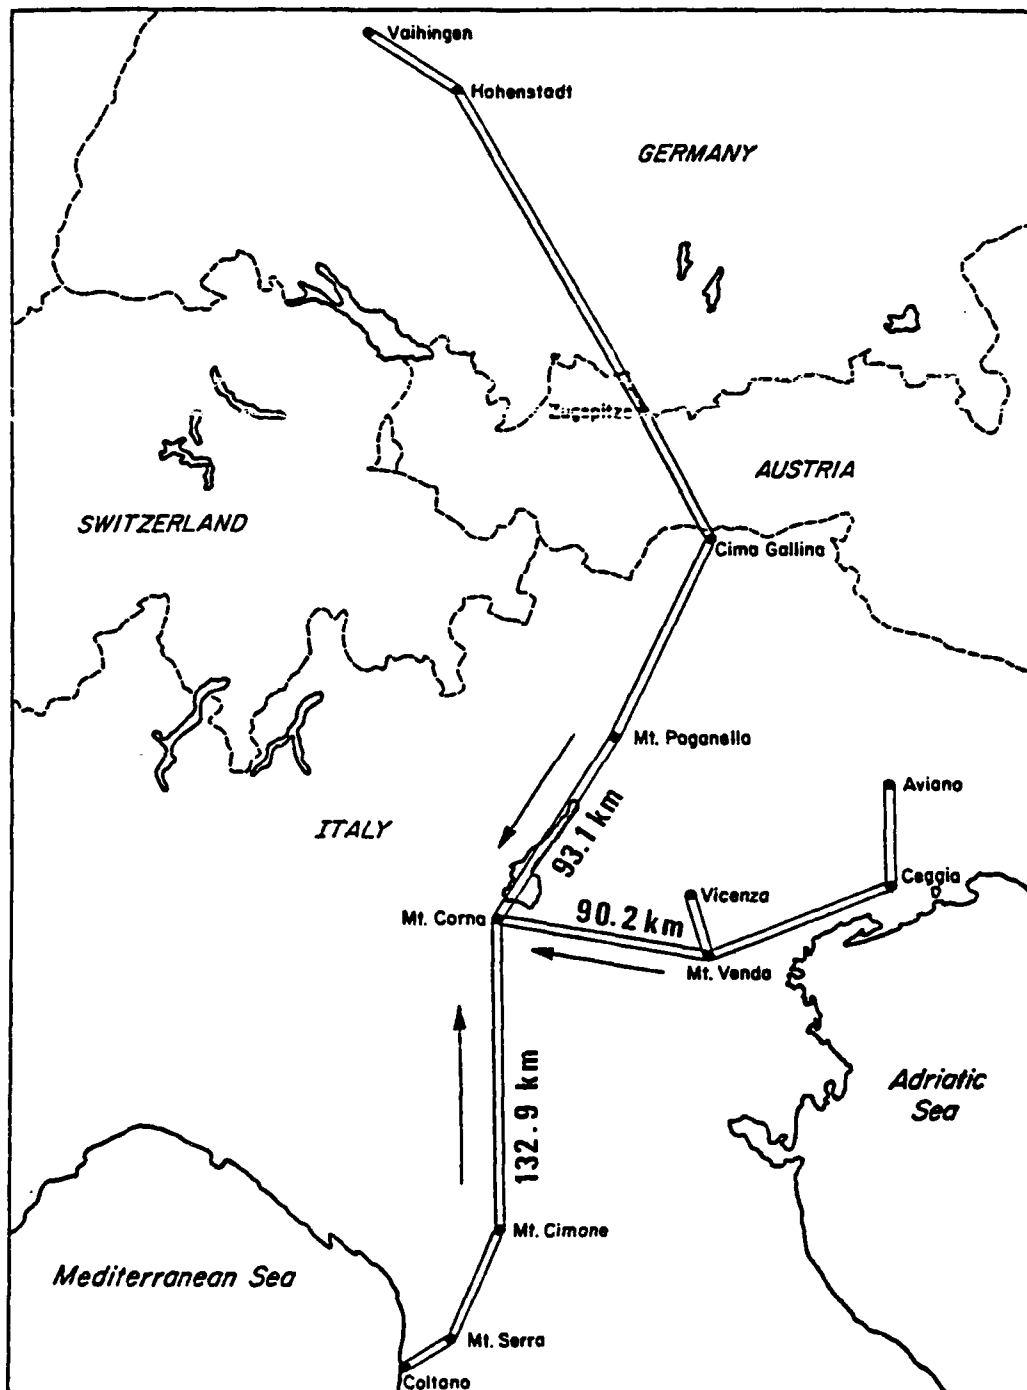 Vaihingen
Hohenstadt
GERMANY
Zugspitze
AUSTRIA
SWITZERLAND
Cima Gallina
Mt. Paganella
Aviano
ITALY
93.1 km
Ceggia
Vicenza
Mt. Corna
90.2 km
Mt. Venda
Adriatic
Sea
132.9 km
Mt. Cimone
Mediterranean Sea
Mt. Serra
Coltano